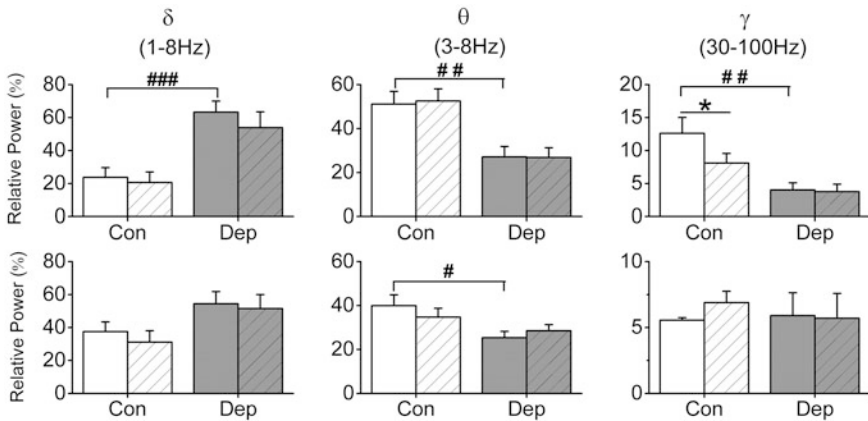 δ
(1-8Hz)
θ
(3-8Hz)
γ
(30-100Hz)
Relative Power (%)
80
60
40
20
0
###
Con
Dep
60
40
20
0
# #
Con
Dep
20
15
10
5
0
# #
*
Con
Dep
Relative Power (%)
80
60
40
20
0
Con
Dep
60
40
20
0
#
Con
Dep
10
5
0
Con
Dep